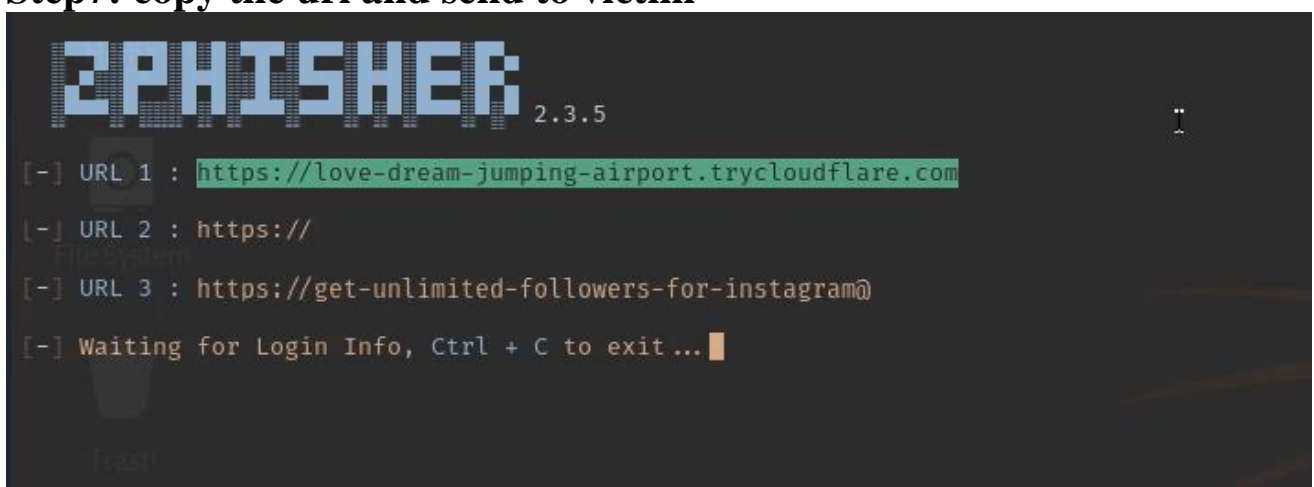 Step7: copy the url and send to victim
ZPHISHER 2.3.5
[-] URL 1 : https://love-dream-jumping-airport.trycloudflare.com
[-] URL 2 : https://
File System
[-] URL 3 : https://get-unlimited-followers-for-instagram@
[-] Waiting for Login Info, Ctrl + C to exit...
Trash